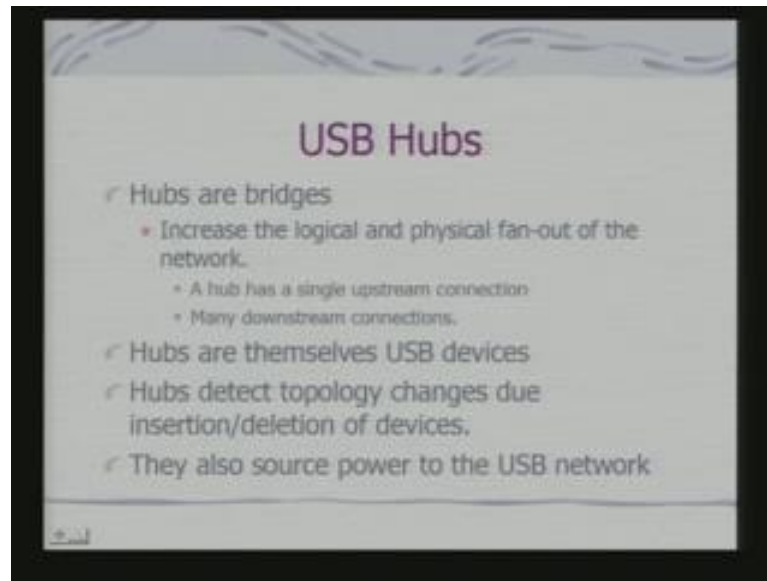 USB Hubs
Hubs are bridges
Increase the logical and physical fan-out of the
network.
A hub has a single upstream connection
Many downstream connections.
Hubs are themselves USB devices
Hubs detect topology changes due
insertion/deletion of devices.
They also source power to the USB network